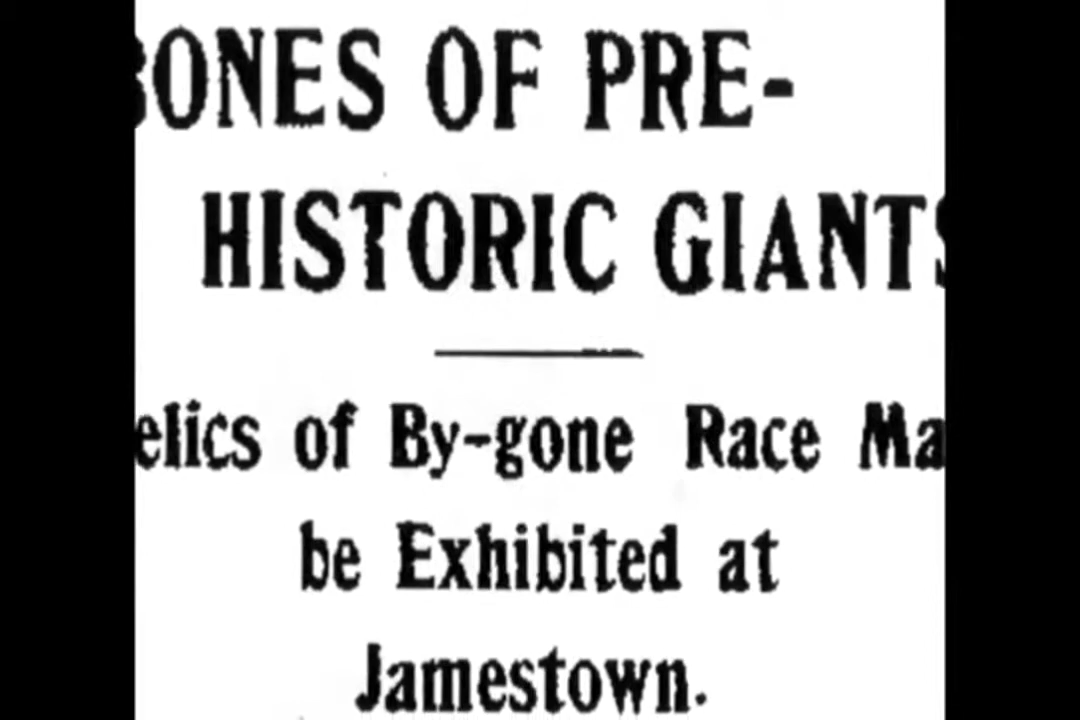 BONES OF PRE-
HISTORIC GIANTS
elics of By-gone Race Ma
be Exhibited at
Jamestown.